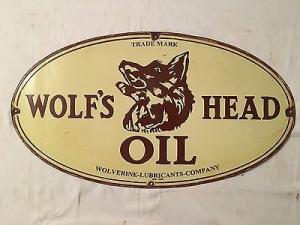 TRADE MARK
WOLF'S HEAD
OIL
WOLVERINE-LUBRICANTS-COMPANY